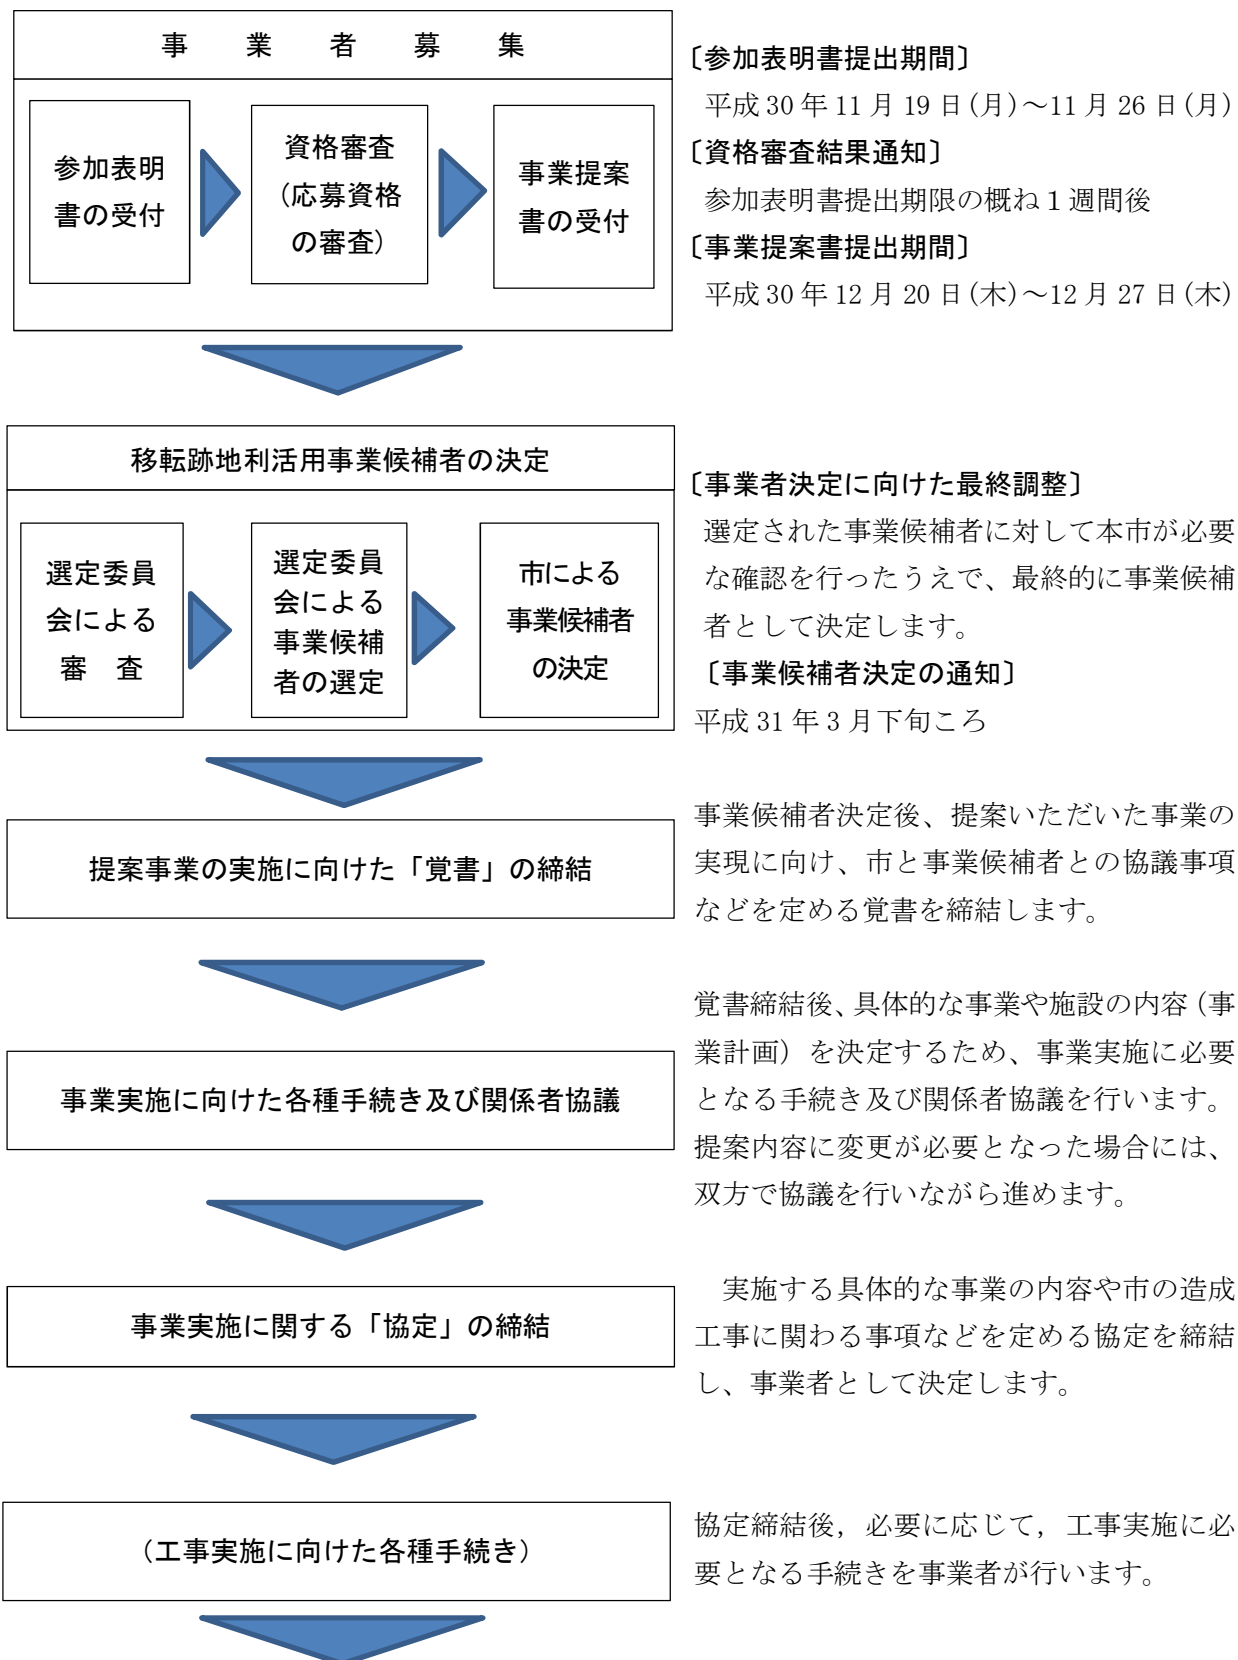 事業者募集
参加表明
書の受付
資格審査
(応募資格
の審査)
事業提案
書の受付
〔参加表明書提出期間〕
平成 30 年 11 月 19 日(月)～11 月 26 日(月)
〔資格審査結果通知〕
参加表明書提出期限の概ね 1 週間後
〔事業提案書提出期間〕
平成 30 年 12 月 20 日(木)～12 月 27 日(木)
移転跡地利活用事業候補者の決定
選定委員
会による
審　査
選定委員
会による
事業候補
者の選定
市による
事業候補者
の決定
〔事業者決定に向けた最終調整〕
選定された事業候補者に対して本市が必要
な確認を行ったうえで、最終的に事業候補
者として決定します。
〔事業候補者決定の通知〕
平成 31 年 3 月下旬ころ
提案事業の実施に向けた「覚書」の締結
事業候補者決定後、提案いただいた事業の
実現に向け、市と事業候補者との協議事項
などを定める覚書を締結します。
事業実施に向けた各種手続き及び関係者協議
覚書締結後、具体的な事業や施設の内容（事
業計画）を決定するため、事業実施に必要
となる手続き及び関係者協議を行います。
提案内容に変更が必要となった場合には、
双方で協議を行いながら進めます。
事業実施に関する「協定」の締結
実施する具体的な事業の内容や市の造成
工事に関わる事項などを定める協定を締結
し、事業者として決定します。
(工事実施に向けた各種手続き)
協定締結後，必要に応じて，工事実施に必
要となる手続きを事業者が行います。